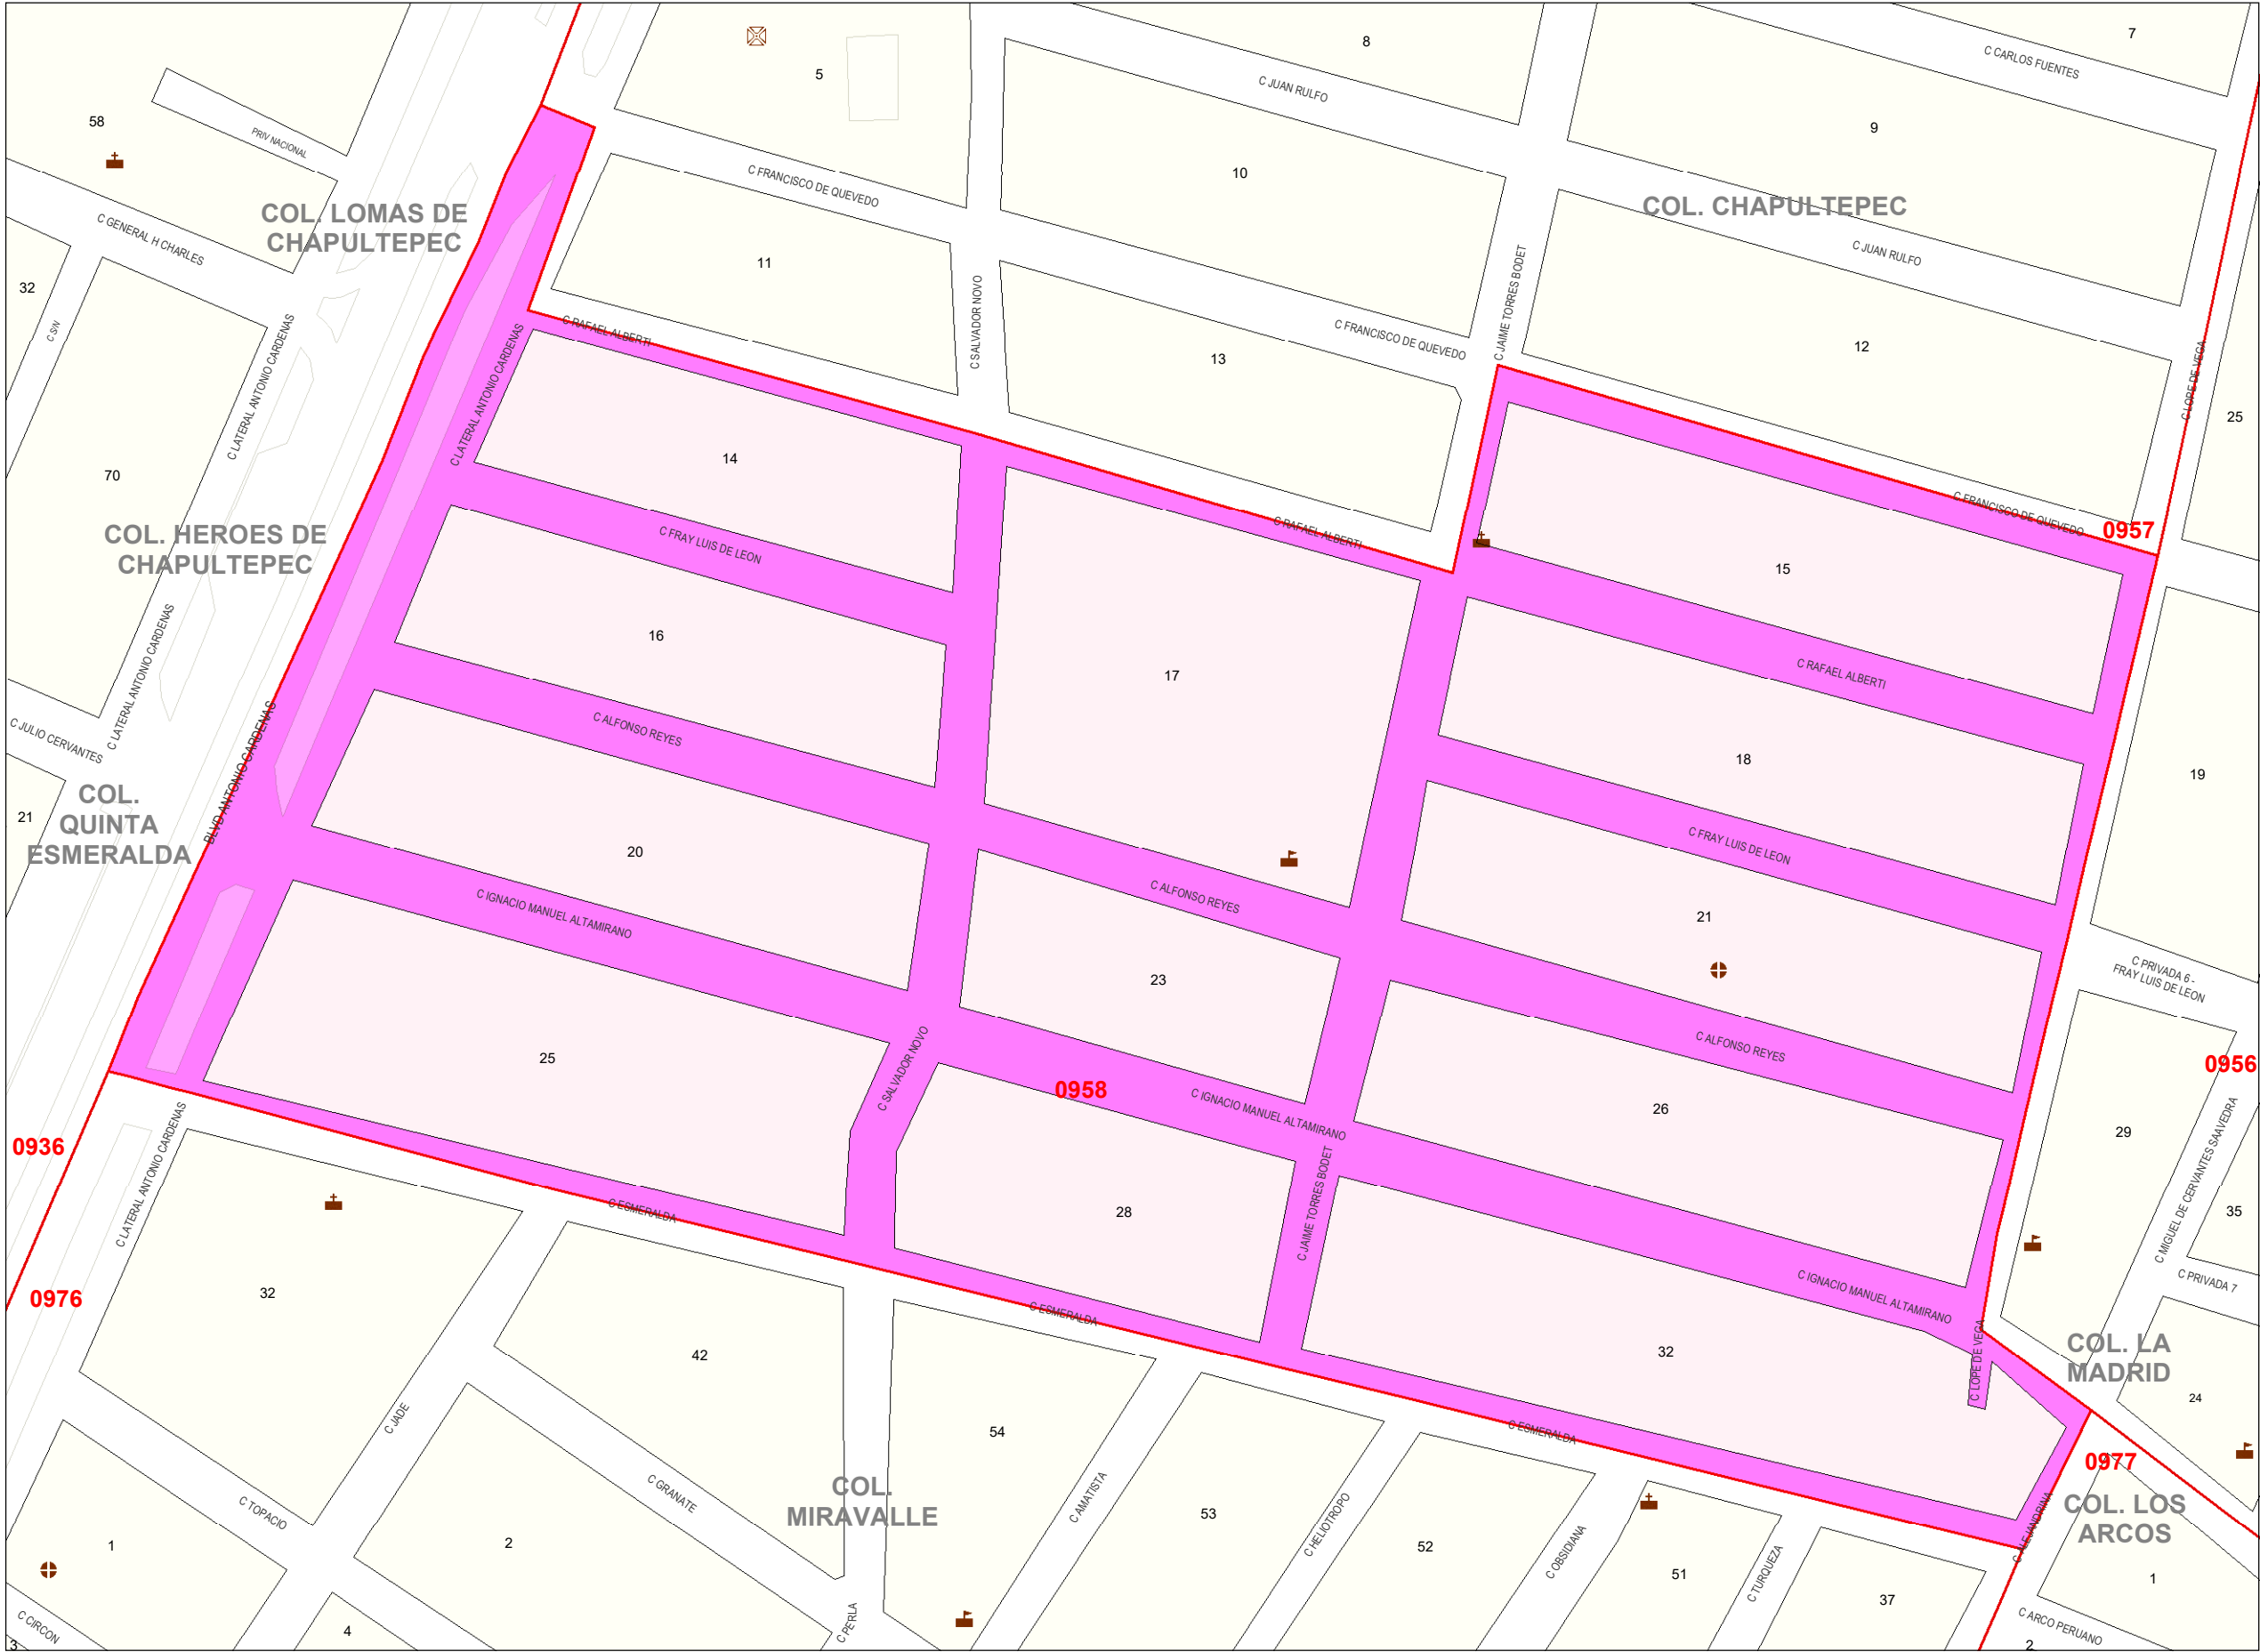 7
8
C CARLOS FUENTES
5
C JUAN RULFO
58
9
PRIV NACIONAL
10
C FRANCISCO DE QUEVEDO
COL. LOMAS DE
CHAPULTEPEC
COL. CHAPULTEPEC
C GENERAL H CHARLES
C JUAN RULFO
11
32
C S/N
C LATERAL ANTONIO CARDENAS
C LATERAL ANTONIO CARDENAS
C RAFAEL ALBERTI
C SALVADOR NOVO
C FRANCISCO DE QUEVEDO
C JAIME TORRES BODET
13
12
C LOPE DE VEGA
25
14
70
C FRANCISCO DE QUEVEDO
0957
COL. HEROES DE
CHAPULTEPEC
C FRAY LUIS DE LEON
C RAFAEL ALBERTI
15
16
C LATERAL ANTONIO CARDENAS
17
C RAFAEL ALBERTI
C JULIO CERVANTES
C ALFONSO REYES
18
19
BLVD ANTONIO CARDENAS
COL.
QUINTA
ESMERALDA
21
20
C FRAY LUIS DE LEON
C ALFONSO REYES
C IGNACIO MANUEL ALTAMIRANO
21
23
C PRIVADA 6 -
FRAY LUIS DE LEON
25
C SALVADOR NOVO
C ALFONSO REYES
0956
0958
C IGNACIO MANUEL ALTAMIRANO
26
29
0936
C LATERAL ANTONIO CARDENAS
C MIGUEL DE CERVANTES SAAVEDRA
C ESMERALDA
28
C JAIME TORRES BODET
35
0976
32
C PRIVADA 7
C IGNACIO MANUEL ALTAMIRANO
C ESMERALDA
42
32
C LOPE DE VEGA
COL. LA
MADRID
24
C JADE
54
C ESMERALDA
0977
C GRANATE
COL.
MIRAVALLE
C AMATISTA
C TOPACIO
53
C HELIOTROPO
COL. LOS
ARCOS
C ALEJANDRINA
1
2
52
C OBSIDIANA
51
C TURQUEZA
1
37
C CIRCON
4
C PERLA
C ARCO PERUANO
3
2